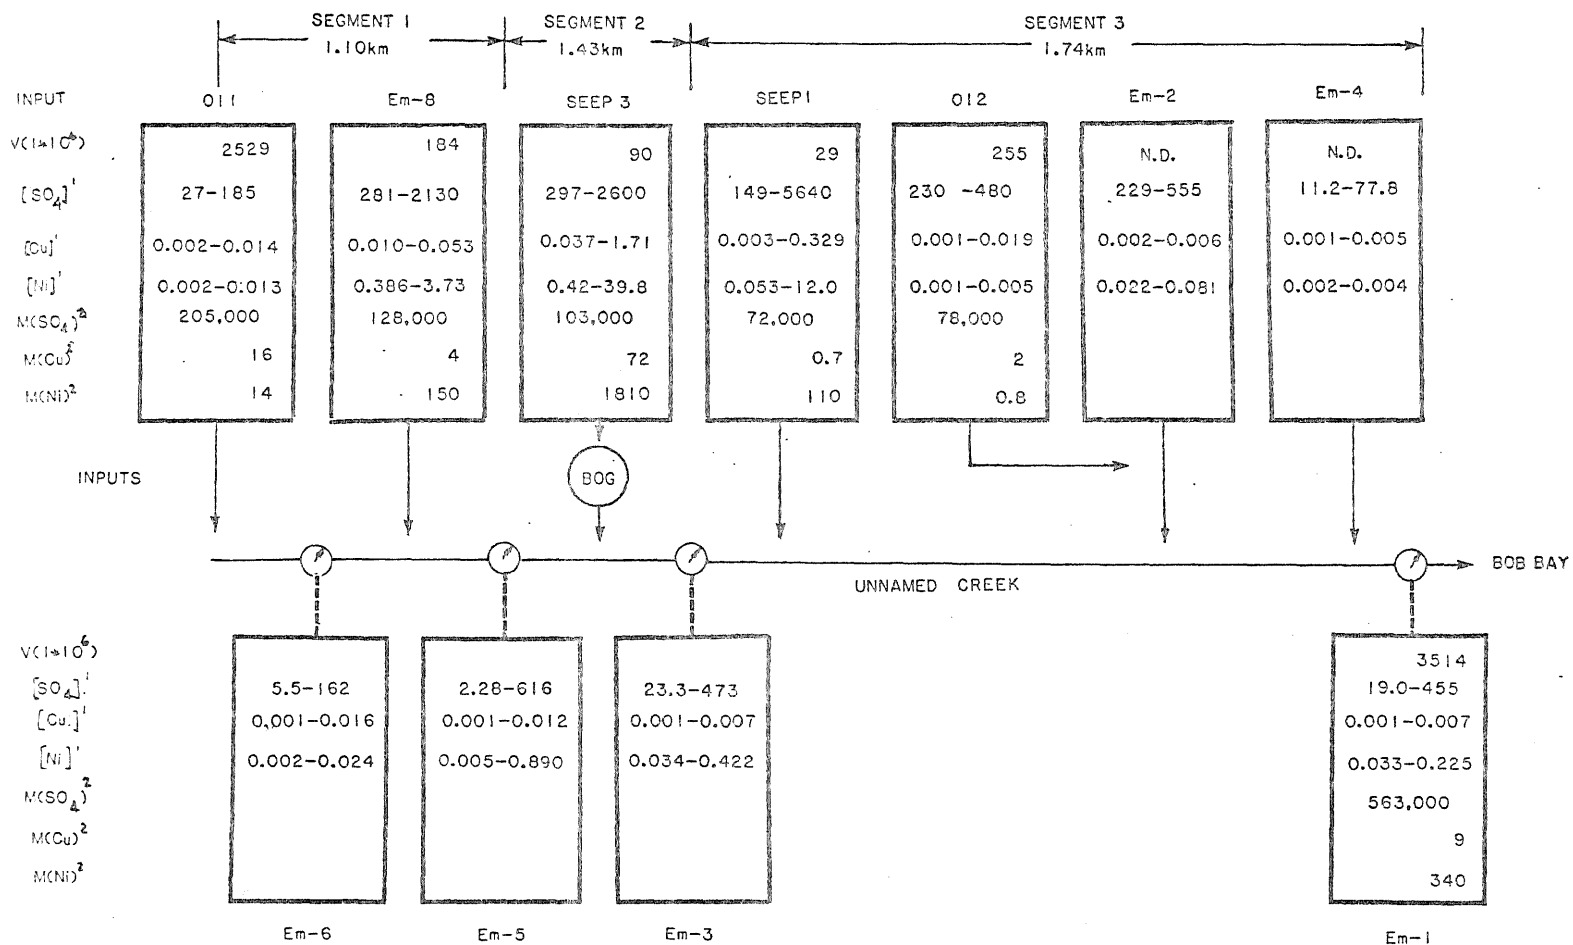 SEGMENT 1 SEGMENT 2 SEGMENT 3
1.10km 1.43km 1.74km
INPUT 011 Em-8 SEEP 3 SEEP1 012 Em-2 Em-4
V(1*10^6) 2529 184 90 29 255 N.D. N.D.
[SO4]^1 27-185 281-2130 297-2600 149-5640 230 -480 229-555 11.2-77.8
[Cu]^1 0.002-0.014 0.010-0.053 0.037-1.71 0.003-0.329 0.001-0.019 0.002-0.006 0.001-0.005
[Ni]^1 0.002-0.013 0.386-3.73 0.42-39.8 0.053-12.0 0.001-0.005 0.022-0.081 0.002-0.004
M(SO4)^2 205,000 128,000 103,000 72,000 78,000
M(Cu)^2 16 4 72 0.7 2
M(Ni)^2 14 150 1810 110 0.8
INPUTS BOG
BOB BAY
UNNAMED CREEK
V(1*10^6) 3514
[SO4]^1 5.5-162 2.28-616 23.3-473 19.0-455
[Cu.]^1 0.001-0.016 0.001-0.012 0.001-0.007 0.001-0.007
[Ni]^1 0.002-0.024 0.005-0.890 0.034-0.422 0.033-0.225
M(SO4)^2 563,000
M(Cu)^2 9
M(Ni)^2 340
Em-6 Em-5 Em-3 Em-1